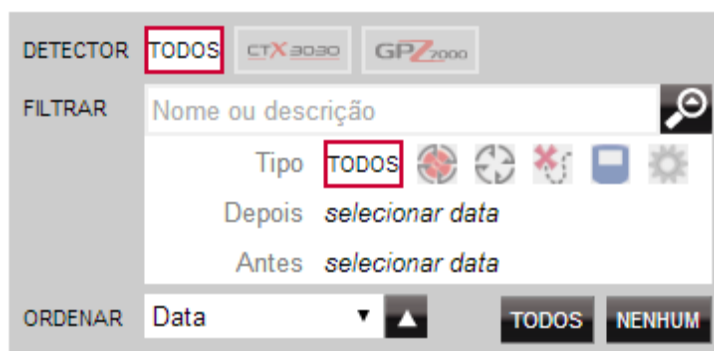 DETECTOR TODOS CTX 3030 GPZ 7000
FILTRAR Nome ou descrição
Tipo TODOS
Depois selecionar data
Antes selecionar data
ORDENAR Data TODOS NENHUM